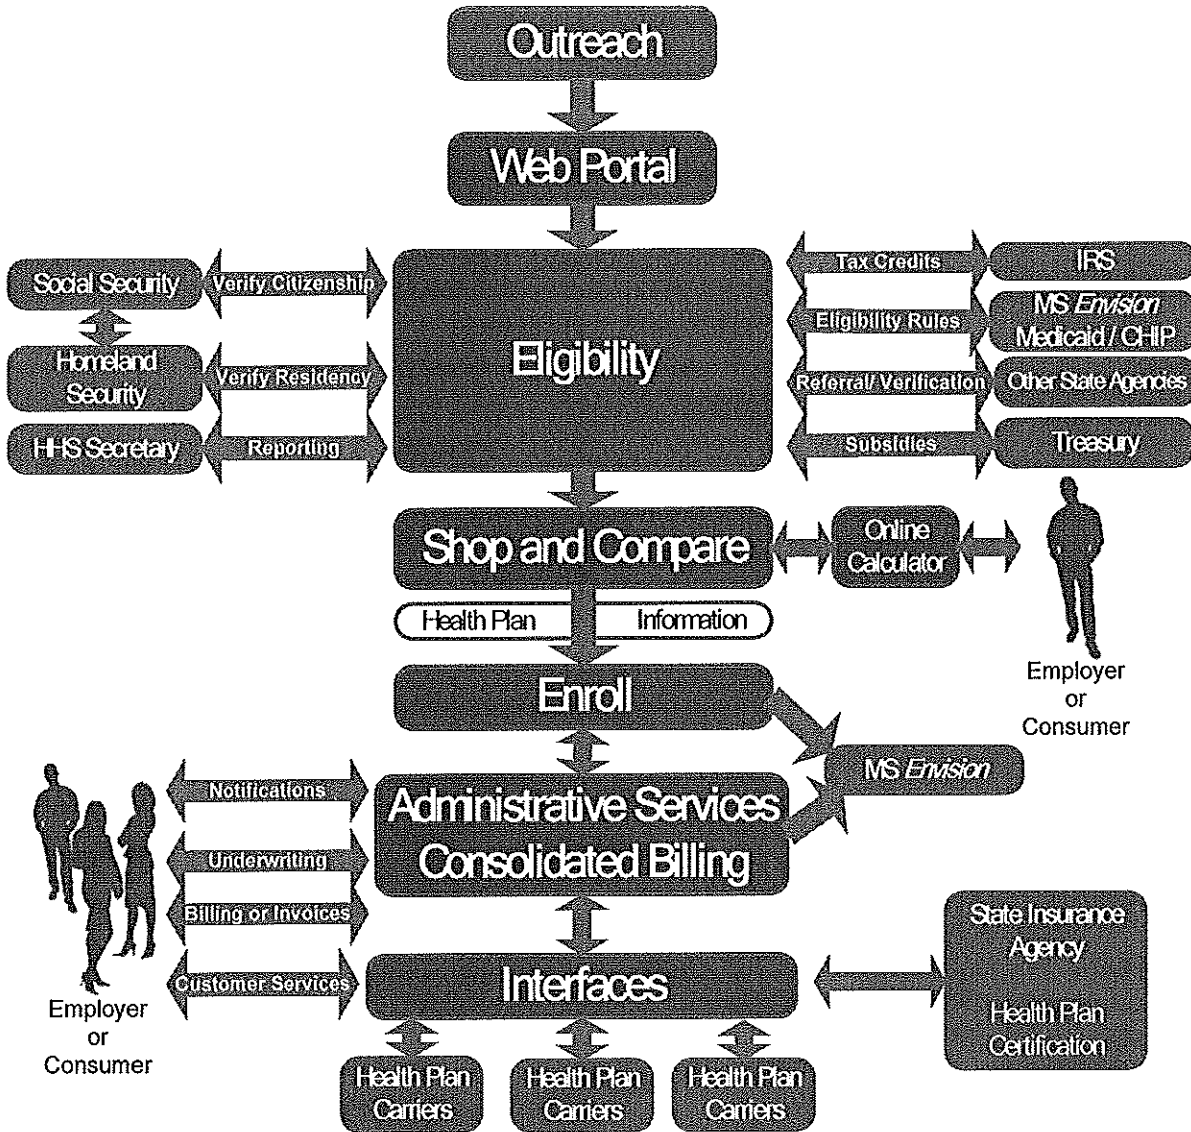 Outreach
Web Portal
Social Security
Verify Citizenship
Homeland
Security
Verify Residency
HHS Secretary
Reporting
Eligibility
Tax Credits
IRS
Eligibility Rules
MS Envision
Medicaid / CHIP
Referral/ Verification
Other State Agencies
Subsidies
Treasury
Shop and Compare
Online
Calculator
Health Plan Information
Employer
or
Consumer
Enroll
MS Envision
Notifications
Underwriting
Billing or Invoices
Customer Services
Administrative Services
Consolidated Billing
Employer
or
Consumer
Interfaces
State Insurance
Agency
Health Plan
Certification
Health Plan
Carriers
Health Plan
Carriers
Health Plan
Carriers